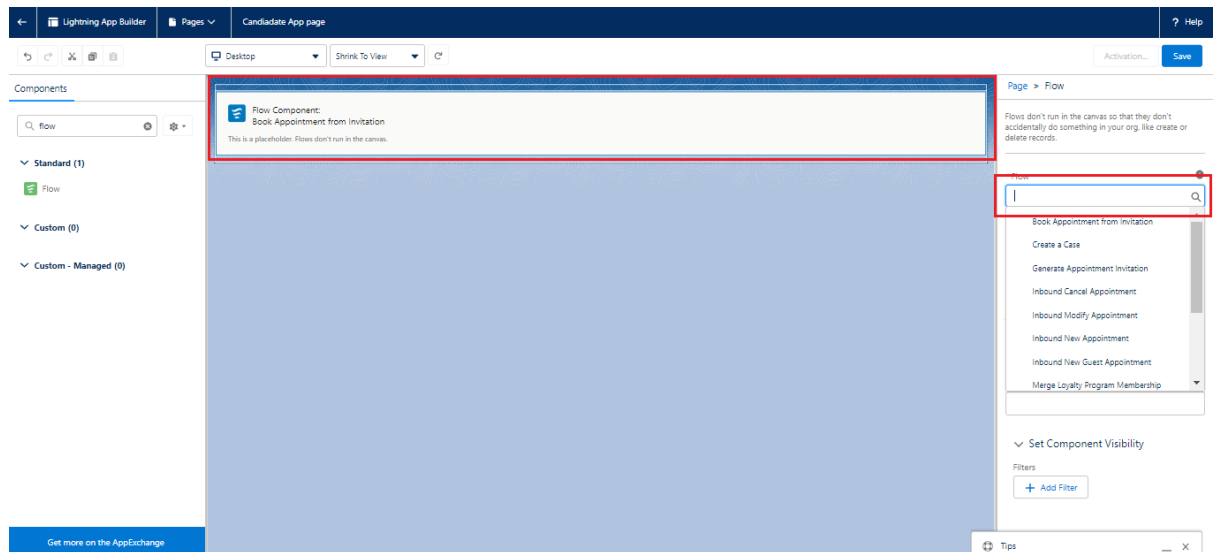 Lightning App Builder
Pages
Candiadate App page
? Help
Desktop
Shrink To View
Activation...
Save
Components
flow
Standard (1)
Flow
Custom (0)
Custom - Managed (0)
Get more on the AppExchange
Flow Component:
Book Appointment from Invitation
This is a placeholder. Flows don't run in the canvas.
Page > Flow
Flows don't run in the canvas so that they don't
accidentally do something in your org, like create or
delete records.
Flow
Book Appointment from Invitation
Create a Case
Generate Appointment Invitation
Inbound Cancel Appointment
Inbound Modify Appointment
Inbound New Appointment
Inbound New Guest Appointment
Merge Loyalty Program Membership
Set Component Visibility
Filters
+ Add Filter
Tips